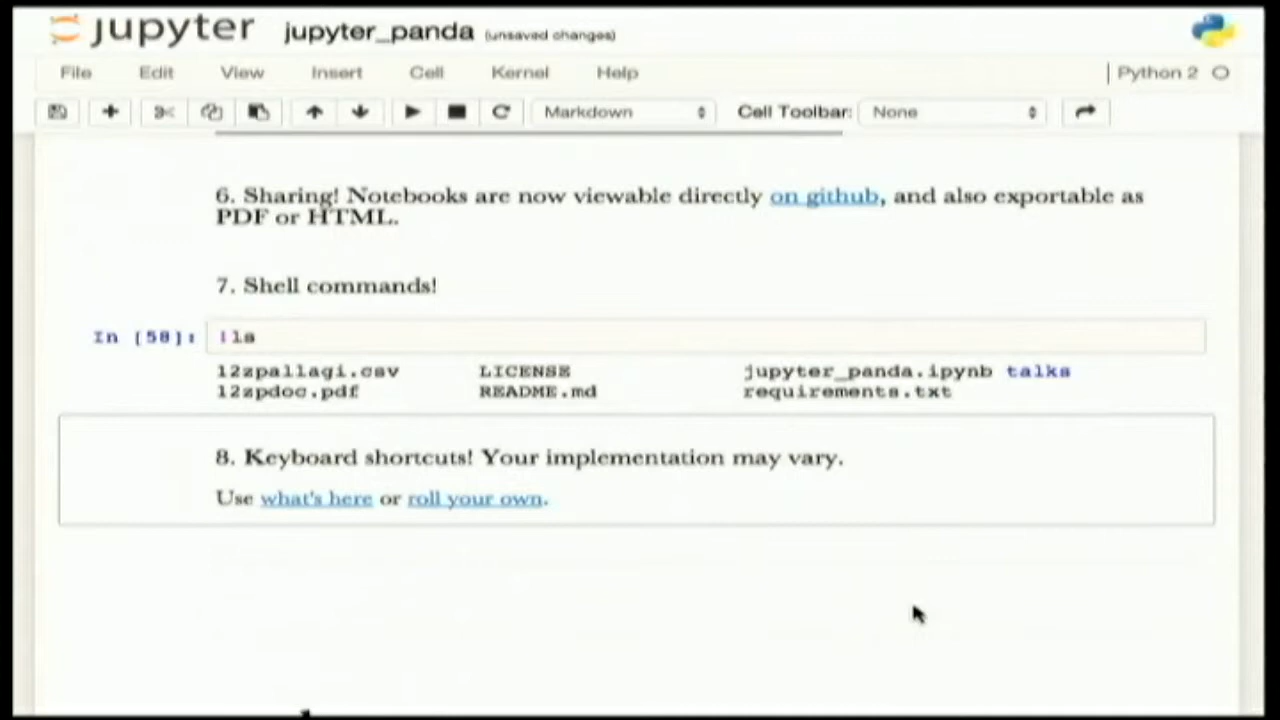 jupyter jupyter_panda (unsaved changes)
File Edit View Insert Cell Kernel Help Python 2
Markdown Cell Toolbar: None
6. Sharing! Notebooks are now viewable directly on github, and also exportable as
PDF or HTML.
7. Shell commands!
In [58]: !ls
12zpallagi.csv LICENSE jupyter_panda.ipynb talks
12zpdoc.pdf README.md requirements.txt
8. Keyboard shortcuts! Your implementation may vary.
Use what's here or roll your own.